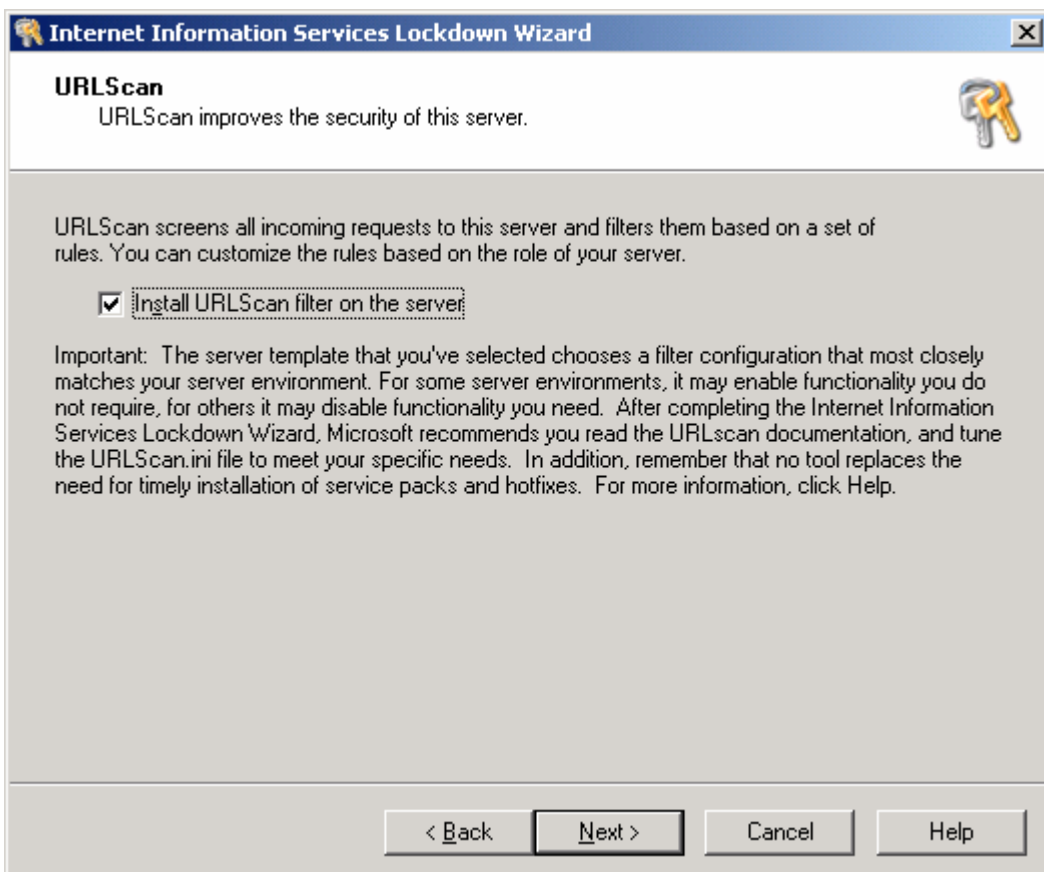 Internet Information Services Lockdown Wizard
URLScan
URLScan improves the security of this server.
URLScan screens all incoming requests to this server and filters them based on a set of
rules. You can customize the rules based on the role of your server.
Install URLScan filter on the server
Important:  The server template that you've selected chooses a filter configuration that most closely
matches your server environment. For some server environments, it may enable functionality you do
not require, for others it may disable functionality you need.  After completing the Internet Information
Services Lockdown Wizard, Microsoft recommends you read the URLscan documentation, and tune
the URLScan.ini file to meet your specific needs.  In addition, remember that no tool replaces the
need for timely installation of service packs and hotfixes.  For more information, click Help.
< Back Next > Cancel Help